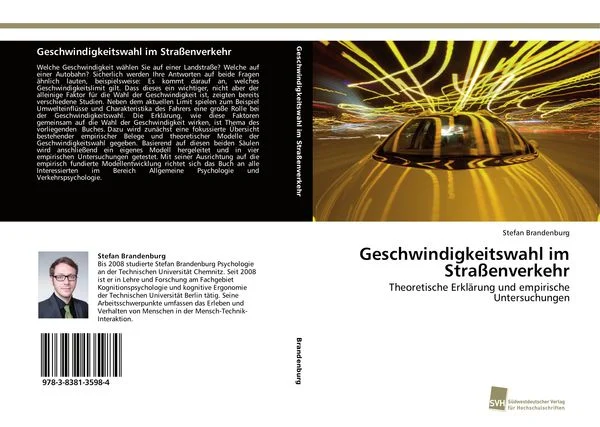 Geschwindigkeitswahl im Straßenverkehr
Welche Geschwindigkeit wählen Sie auf einer Landstraße? Welche auf
einer Autobahn? Sicherlich werden Ihre Antworten auf beide Fragen
ähnlich lauten, beispielsweise: Es kommt darauf an, welches
Geschwindigkeitslimit gilt. Dass dieses ein wichtiger, nicht aber der
alleinige Faktor für die Wahl der Geschwindigkeit ist, zeigten bereits
verschiedene Studien. Neben dem aktuellen Limit spielen zum Beispiel
Umwelteinflüsse und Charakteristika des Fahrers eine große Rolle bei
der Geschwindigkeitswahl. Die Erklärung, wie diese Faktoren
gemeinsam auf die Wahl der Geschwindigkeit wirken, ist Thema des
vorliegenden Buches. Dazu wird zunächst eine fokussierte Übersicht
bestehender empirischer Belege und theoretischer Modelle der
Geschwindigkeitswahl gegeben. Basierend auf diesen beiden Säulen
wird anschließend ein eigenes Modell hergeleitet und in vier
empirischen Untersuchungen getestet. Mit seiner Ausrichtung auf die
empirisch fundierte Modellentwicklung richtet sich das Buch an alle
Interessierten im Bereich Allgemeine Psychologie und
Verkehrspsychologie.
Stefan Brandenburg
Bis 2008 studierte Stefan Brandenburg Psychologie
an der Technischen Universität Chemnitz. Seit 2008
ist er in Lehre und Forschung am Fachgebiet
Kognitionspsychologie und kognitive Ergonomie
der Technischen Universität Berlin tätig. Seine
Arbeitsschwerpunkte umfassen das Erleben und
Verhalten von Menschen in der Mensch-Technik-
Interaktion.
978-3-8381-3598-4
Geschwindigkeitswahl im Straßenverkehr
Brandenburg
Stefan Brandenburg
Geschwindigkeitswahl im
Straßenverkehr
Theoretische Erklärung und empirische
Untersuchungen
SVH
Südwestdeutscher Verlag
für Hochschulschriften